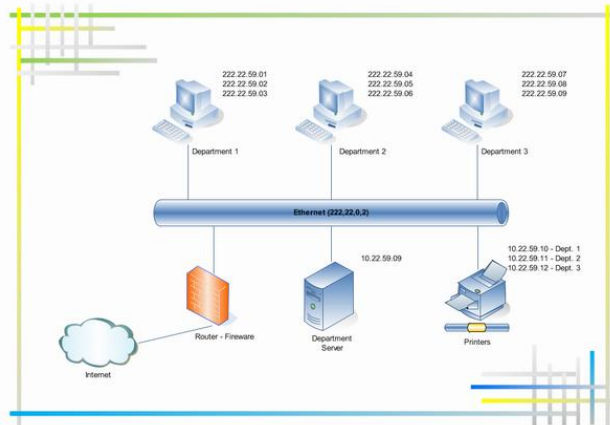 222.22.59.01
222.22.59.02
222.22.59.03
Department 1
222.22.59.04
222.22.59.05
222.22.59.06
Department 2
222.22.59.07
222.22.59.08
222.22.59.09
Department 3
Ethernet (222,22,0,2)
Router - Fireware
10.22.59.09
Department
Server
10.22.59.10 - Dept. 1
10.22.59.11 - Dept. 2
10.22.59.12 - Dept. 3
Printers
Internet